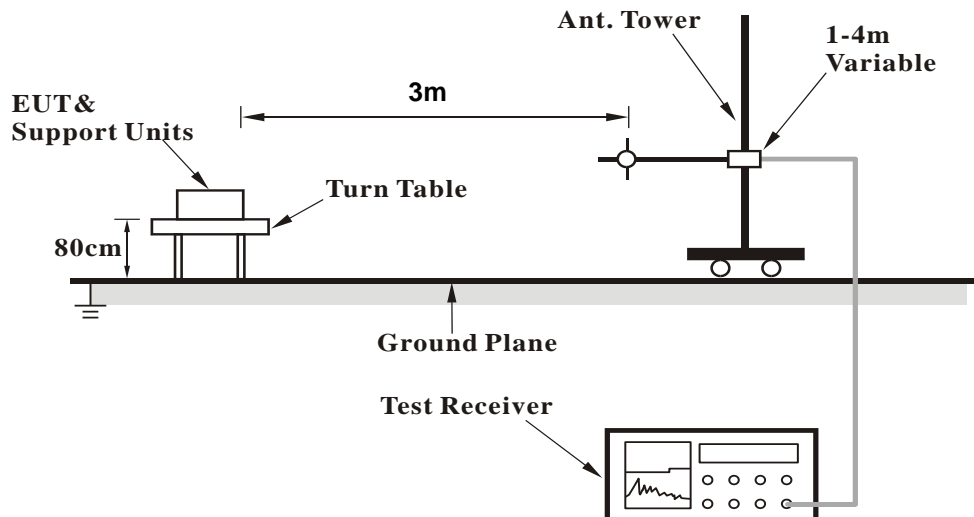 Ant. Tower
1-4m
Variable
3m
EUT&
Support Units
Turn Table
80cm
Ground Plane
Test Receiver